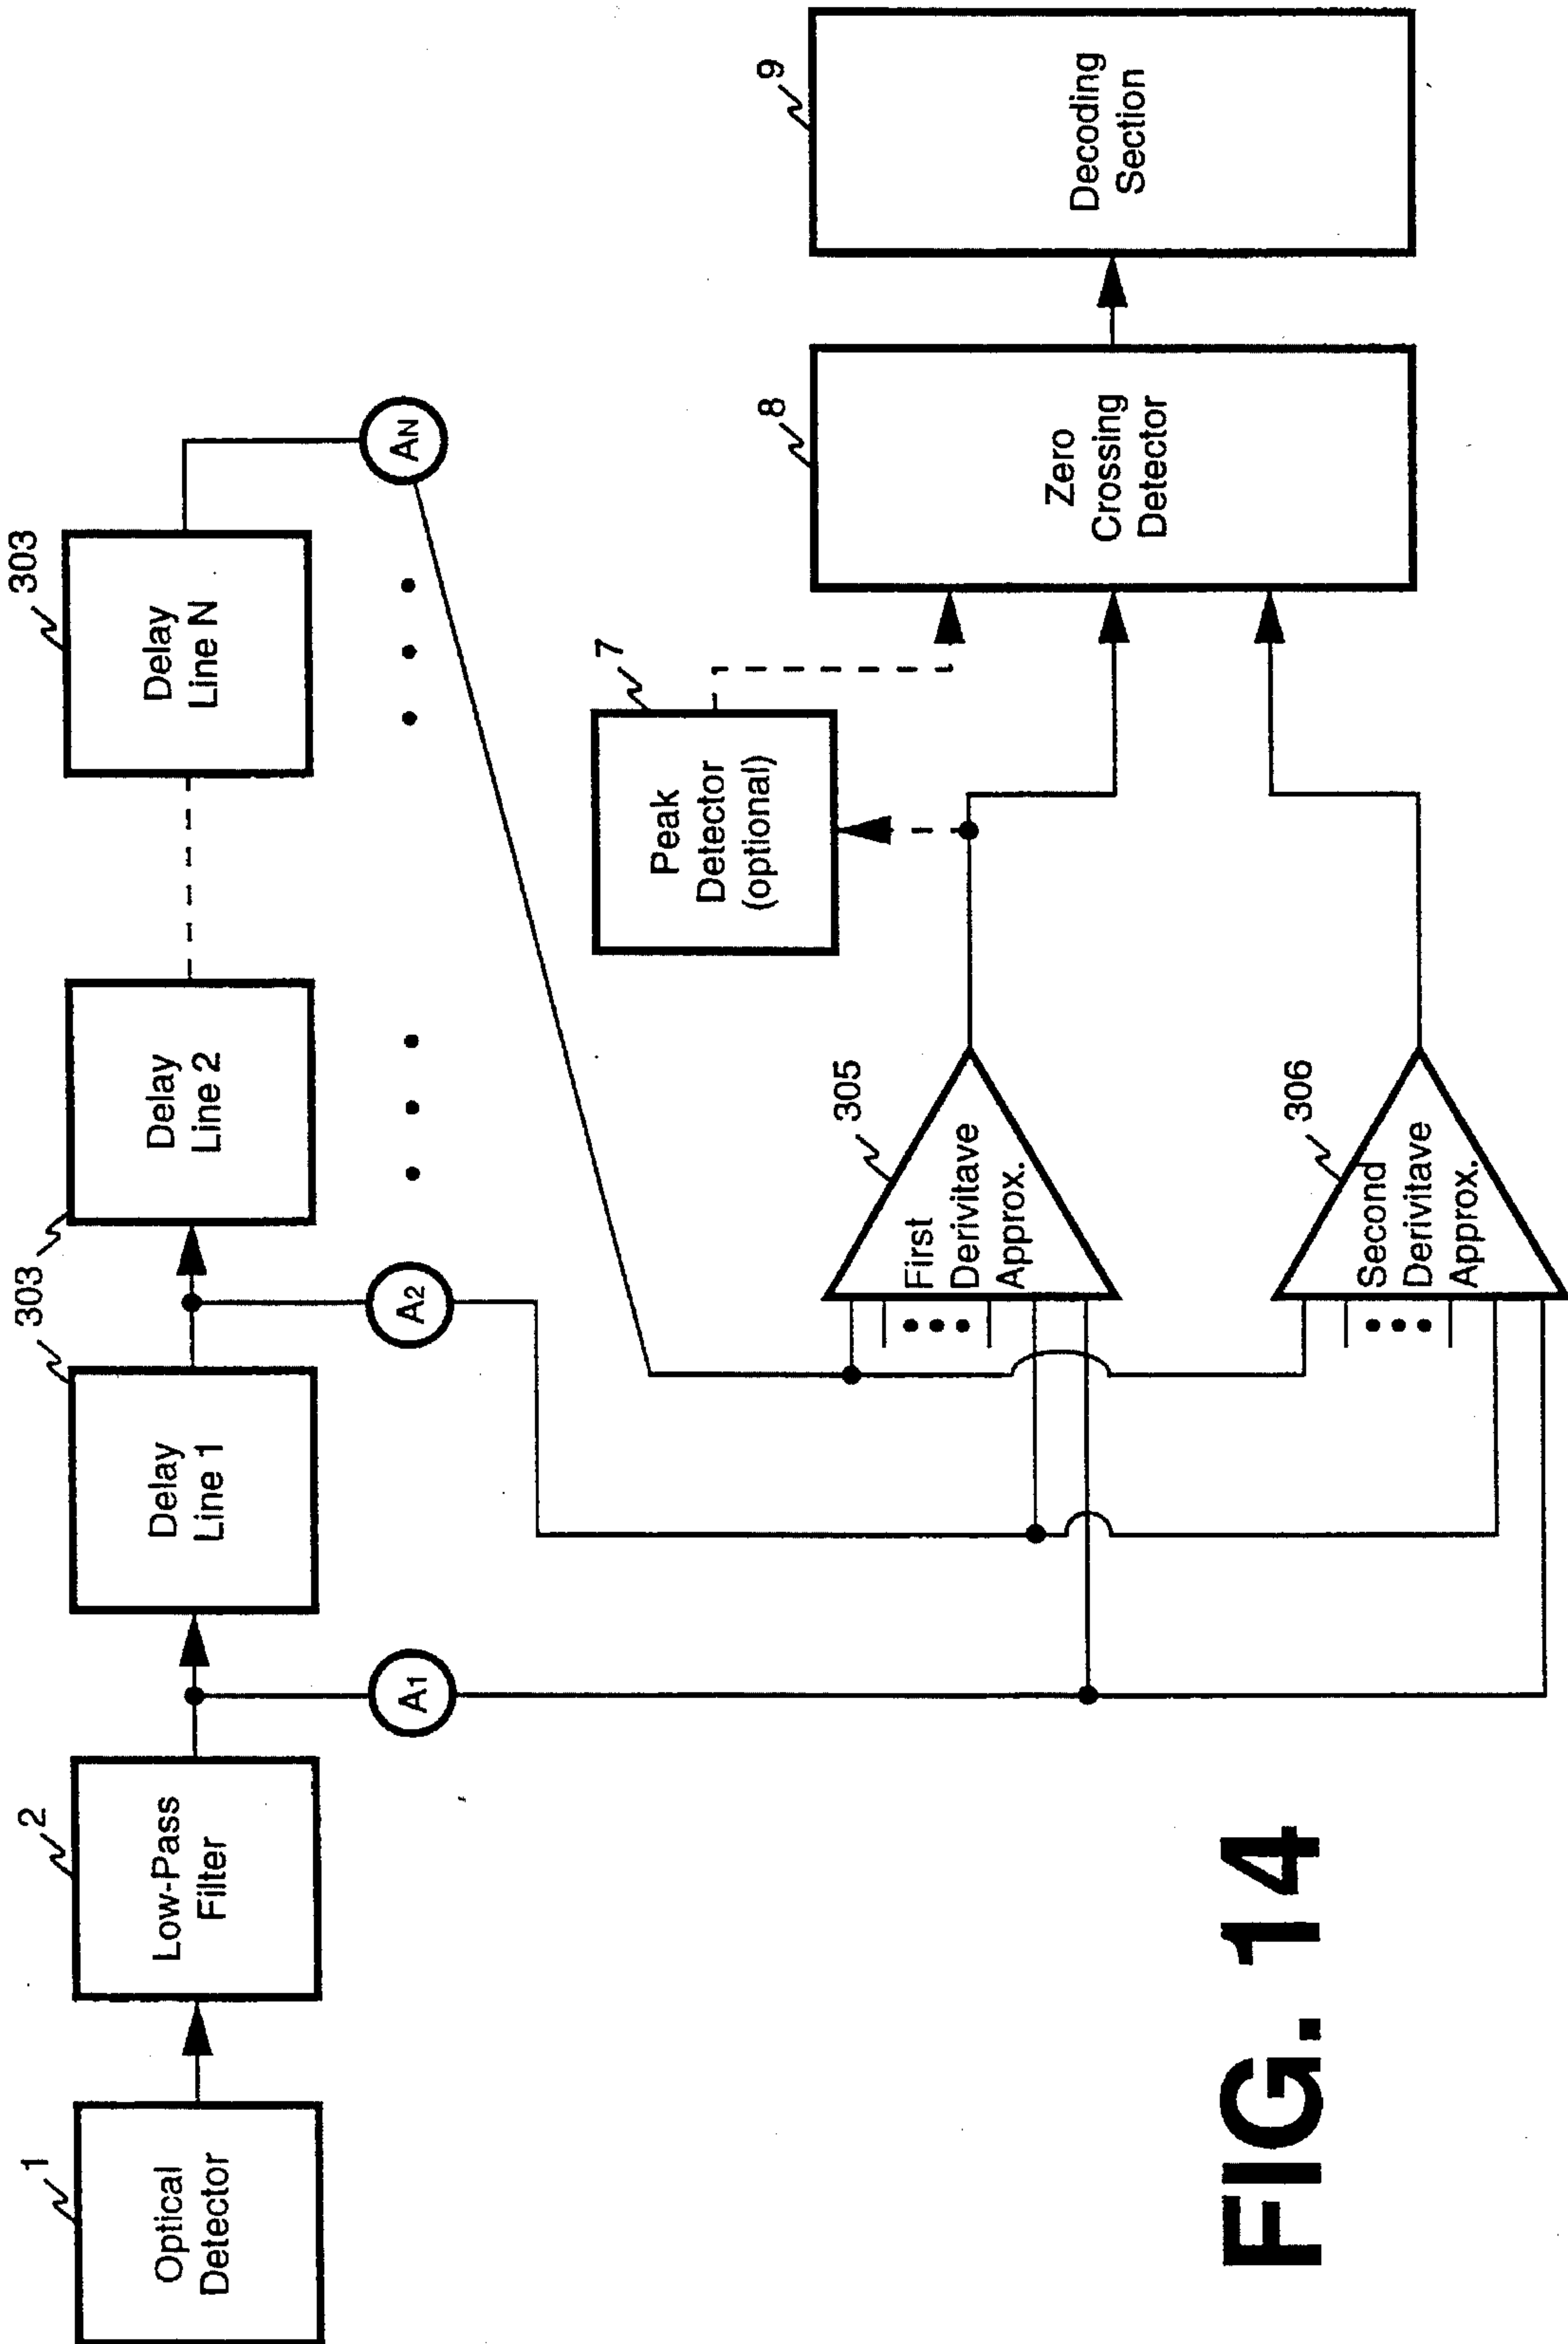 1
Optical
Detector
2
Low-Pass
Filter
A1
303
Delay
Line 1
A2
303
Delay
Line 2
303
Delay
Line N
AN
7
Peak
Detector
(optional)
305
First
Derivitave
Approx.
306
Second
Derivitave
Approx.
8
Zero
Crossing
Detector
9
Decoding
Section
FIG. 14